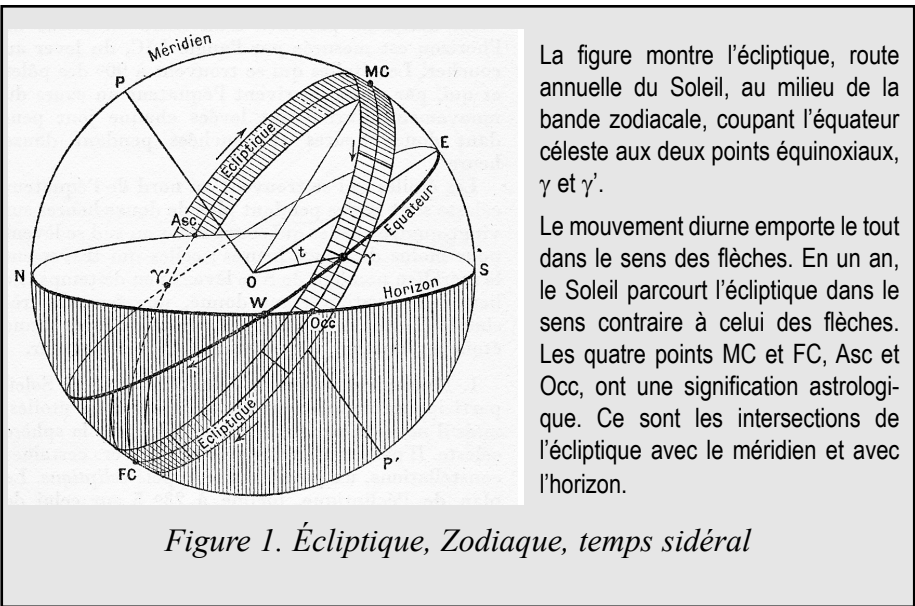 Méridien
P
MC
Écliptique
E
Asc
Equateur
t
γ
γ'
N
O
S
W
Horizon
Occ
Ecliptique
FC
P'
La figure montre l’écliptique, route
annuelle du Soleil, au milieu de la
bande zodiacale, coupant l’équateur
céleste aux deux points équinoxiaux,
γ et γ’.
Le mouvement diurne emporte le tout
dans le sens des flèches. En un an,
le Soleil parcourt l’écliptique dans le
sens contraire à celui des flèches.
Les quatre points MC et FC, Asc et
Occ, ont une signification astrologi-
que. Ce sont les intersections de
l’écliptique avec le méridien et avec
l’horizon.
Figure 1. Écliptique, Zodiaque, temps sidéral